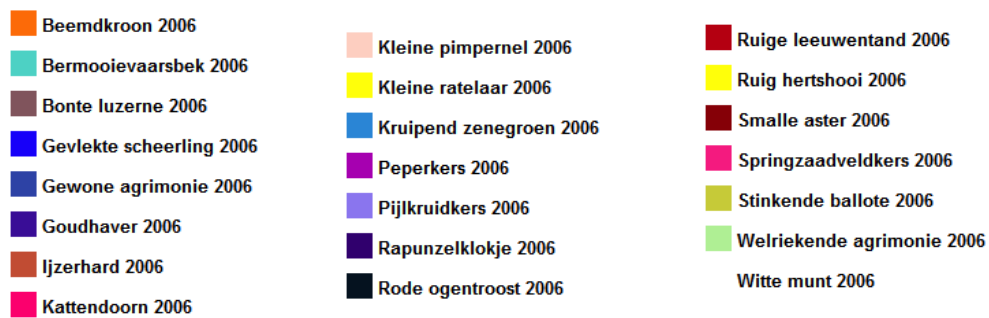 Beemdkroon 2006
Bermooievaarsbek 2006
Bonte luzerne 2006
Gevlekte scheerling 2006
Gewone agrimonie 2006
Goudhaver 2006
Ijzerhard 2006
Kattendoorn 2006
Kleine pimpernel 2006
Kleine ratelaar 2006
Kruipend zenegroen 2006
Peperkers 2006
Pijlkruidkers 2006
Rapunzelklokje 2006
Rode ogentroost 2006
Ruige leeuwentand 2006
Ruig hertshooi 2006
Smalle aster 2006
Springzaadveldkers 2006
Stinkende ballote 2006
Welriekende agrimonie 2006
Witte munt 2006